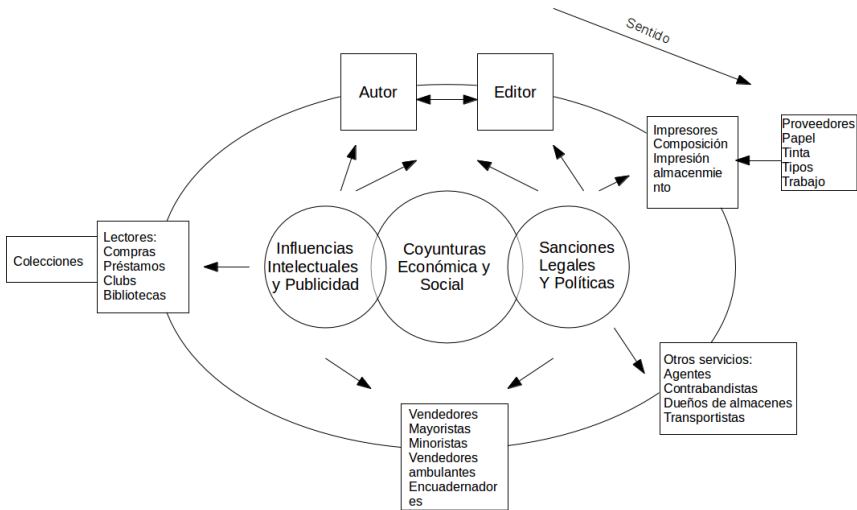 Sentido
Autor
Editor
Impresores
Composición
Impresión
almacenmie
nto
Proveedores
Papel
Tinta
Tipos
Trabajo
Colecciones
Lectores:
Compras
Préstamos
Clubs
Bibliotecas
Influencias
Intelectuales
y Publicidad
Coyunturas
Económica y
Social
Sanciones
Legales
Y Políticas
Otros servicios:
Agentes
Contrabandistas
Dueños de almacenes
Transportistas
Vendedores
Mayoristas
Minoristas
Vendedores
ambulantes
Encuadernador
es